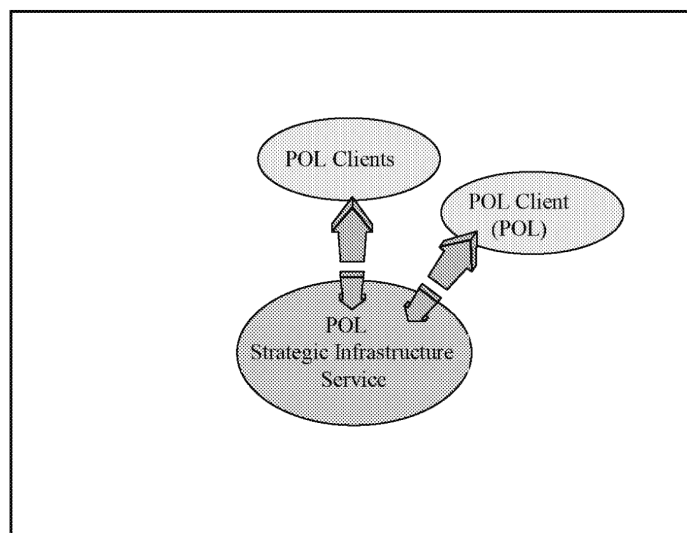 POL Clients
POL Client
(POL)
POL
Strategic Infrastructure
Service